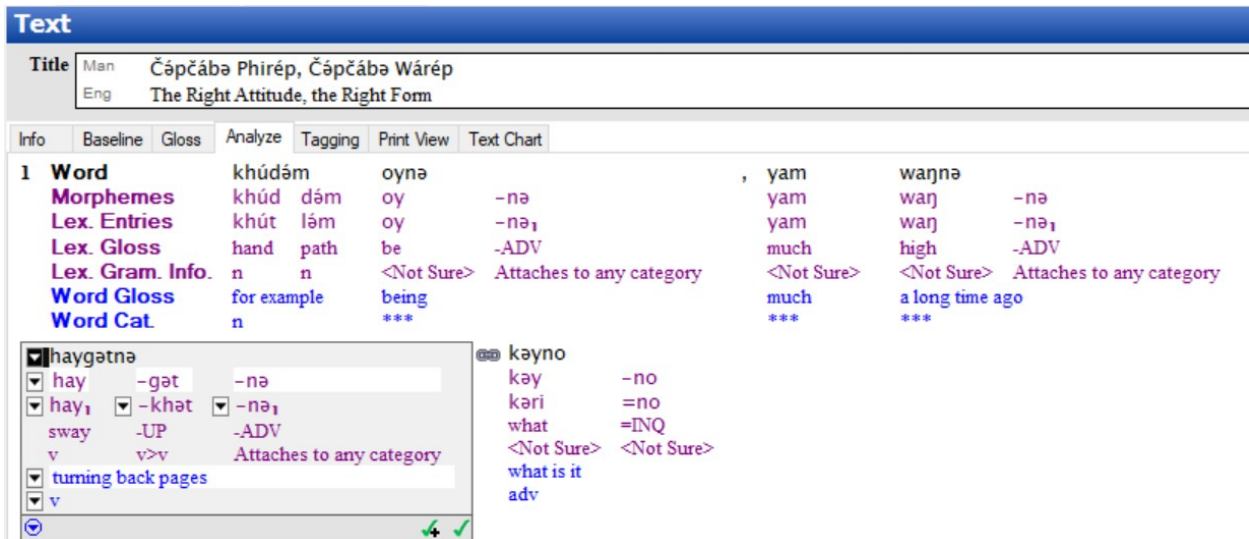 Text
Title Man Čə́pčábə Phirép, Čə́pčábə Wárép
Eng The Right Attitude, the Right Form
Info Baseline Gloss Analyze Tagging Print View Text Chart
1 Word khúdə́m oynə , yam waŋnə
Morphemes khúd də́m oy -nə yam waŋ -nə
Lex. Entries khút lə́m oy -nə₁ yam waŋ -nə₁
Lex. Gloss hand path be -ADV much high -ADV
Lex. Gram. Info. n n <Not Sure> Attaches to any category <Not Sure> <Not Sure> Attaches to any category
Word Gloss for example being much a long time ago
Word Cat. n *** *** ***
haygətnə kəyno
hay -gət -nə kəy -no
hay₁ -khət -nə₁ kəri =no
sway -UP -ADV what =INQ
v v>v Attaches to any category <Not Sure> <Not Sure>
turning back pages what is it
v adv